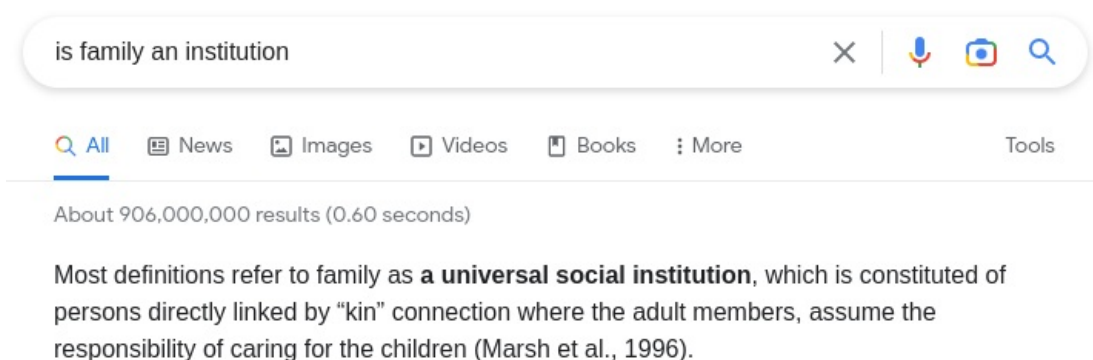 is family an institution
All News Images Videos Books More Tools
About 906,000,000 results (0.60 seconds)
Most definitions refer to family as a universal social institution, which is constituted of
persons directly linked by “kin” connection where the adult members, assume the
responsibility of caring for the children (Marsh et al., 1996).